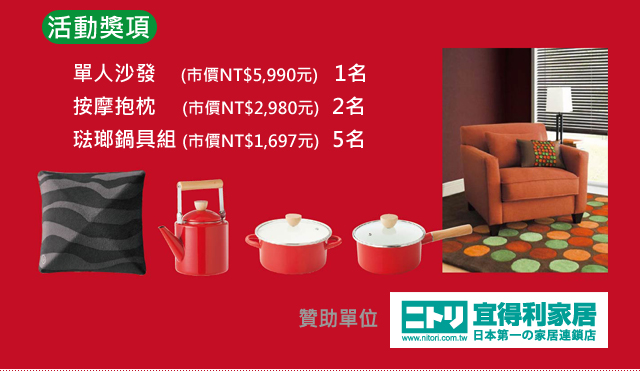 活動獎項
單人沙發 (市價NT$5,990元) 1名
按摩抱枕 (市價NT$2,980元) 2名
琺瑯鍋具組 (市價NT$1,697元) 5名
贊助單位
ニトリ 宜得利家居
www.nitori.com.tw 日本第一の家居連鎖店